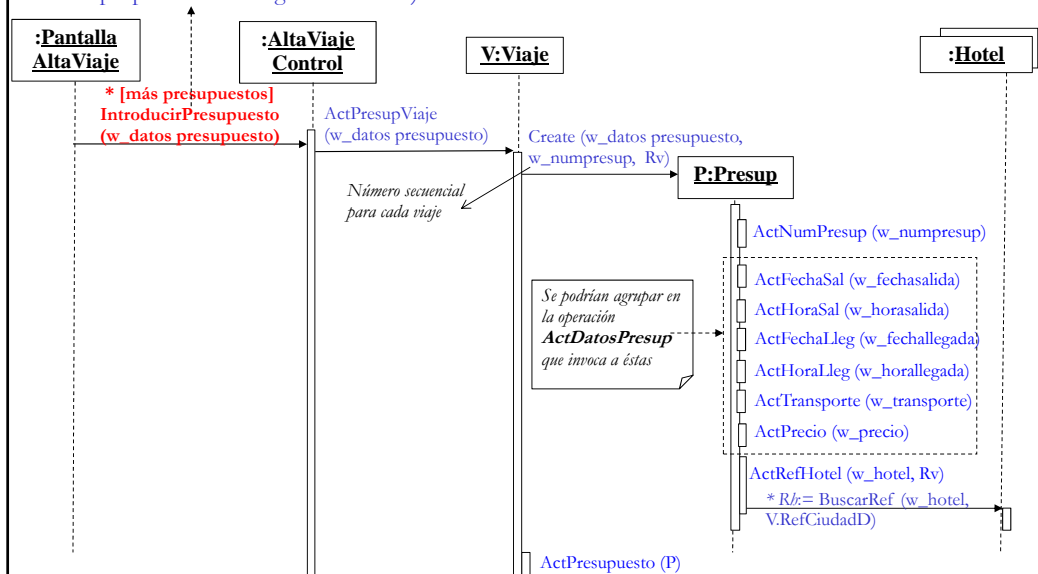 :Pantalla
AltaViaje
:AltaViaje
Control
V:Viaje
:Hotel
* [más presupuestos]
IntroducirPresupuesto
(w_datos presupuesto)
ActPresupViaje
(w_datos presupuesto)
Create (w_datos presupuesto,
w_numpresup, Rv)
P:Presup
Número secuencial
para cada viaje
ActNumPresup (w_numpresup)
Se podrían agrupar en
la operación
ActDatosPresup
que invoca a éstas
ActFechaSal (w_fechasalida)
ActHoraSal (w_horasalida)
ActFechaLleg (w_fechallegada)
ActHoraLleg (w_horallegada)
ActTransporte (w_transporte)
ActPrecio (w_precio)
ActRefHotel (w_hotel, Rv)
* Rh:= BuscarRef (w_hotel,
V.RefCiudadD)
ActPresupuesto (P)